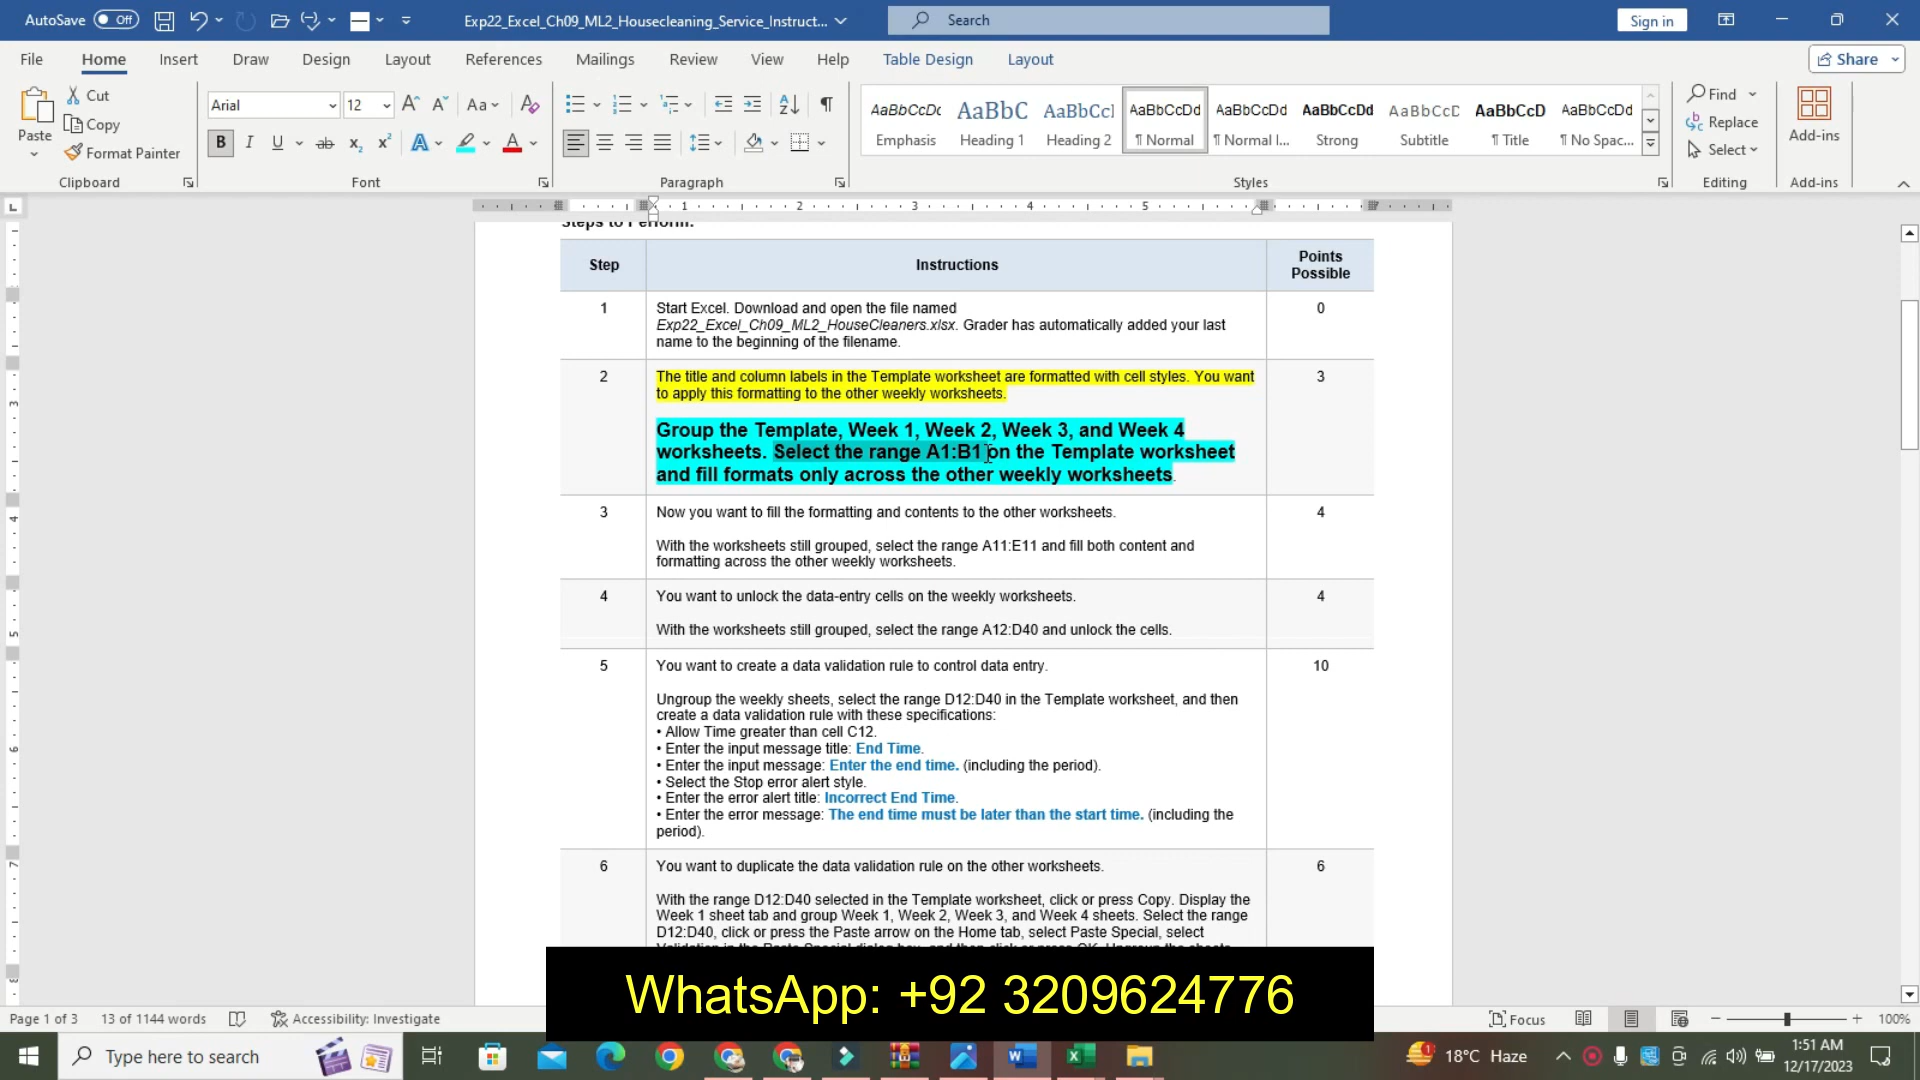 AutoSave Off Exp22_Excel_Ch09_ML2_Housecleaning_Service_Instruct... Search Sign in
File Home Insert Draw Design Layout References Mailings Review View Help Table Design Layout Share
Paste Cut Copy Format Painter Clipboard
Arial 12 Aa Font
Paragraph
AaBbCcDc Emphasis
AaBbC Heading 1
AaBbCcI Heading 2
AaBbCcDd ¶ Normal
AaBbCcDd ¶ Normal I...
AaBbCcDd Strong
AaBbCcD Subtitle
AaBbCcD ¶ Title
AaBbCcDd ¶ No Spac...
Styles
Find Replace Select Editing
Add-ins Add-ins
Steps to Perform:
Step Instructions Points Possible
1 Start Excel. Download and open the file named 0
Exp22_Excel_Ch09_ML2_HouseCleaners.xlsx. Grader has automatically added your last
name to the beginning of the filename.
2 The title and column labels in the Template worksheet are formatted with cell styles. You want 3
to apply this formatting to the other weekly worksheets.
Group the Template, Week 1, Week 2, Week 3, and Week 4
worksheets. Select the range A1:B1 on the Template worksheet
and fill formats only across the other weekly worksheets.
3 Now you want to fill the formatting and contents to the other worksheets. 4
With the worksheets still grouped, select the range A11:E11 and fill both content and
formatting across the other weekly worksheets.
4 You want to unlock the data-entry cells on the weekly worksheets. 4
With the worksheets still grouped, select the range A12:D40 and unlock the cells.
5 You want to create a data validation rule to control data entry. 10
Ungroup the weekly sheets, select the range D12:D40 in the Template worksheet, and then
create a data validation rule with these specifications:
• Allow Time greater than cell C12.
• Enter the input message title: End Time.
• Enter the input message: Enter the end time. (including the period).
• Select the Stop error alert style.
• Enter the error alert title: Incorrect End Time.
• Enter the error message: The end time must be later than the start time. (including the
period).
6 You want to duplicate the data validation rule on the other worksheets. 6
With the range D12:D40 selected in the Template worksheet, click or press Copy. Display the
Week 1 sheet tab and group Week 1, Week 2, Week 3, and Week 4 sheets. Select the range
D12:D40, click or press the Paste arrow on the Home tab, select Paste Special, select
WhatsApp: +92 3209624776
Page 1 of 3 13 of 1144 words Accessibility: Investigate Focus 100%
Type here to search 18°C Haze 1:51 AM
12/17/2023